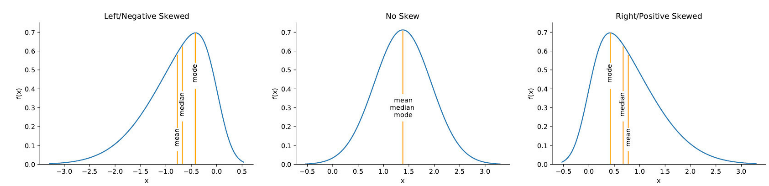 Left/Negative Skewed
f(x)
0.7
0.6
0.5
0.4
0.3
0.2
0.1
0.0
mean
median
mode
−3.0 −2.5 −2.0 −1.5 −1.0 −0.5 0.0 0.5
x
No Skew
f(x)
0.7
0.6
0.5
0.4
0.3
0.2
0.1
0.0
mean
median
mode
−0.5 0.0 0.5 1.0 1.5 2.0 2.5 3.0 3.5
x
Right/Positive Skewed
f(x)
0.7
0.6
0.5
0.4
0.3
0.2
0.1
0.0
mode
median
mean
−0.5 0.0 0.5 1.0 1.5 2.0 2.5 3.0
x